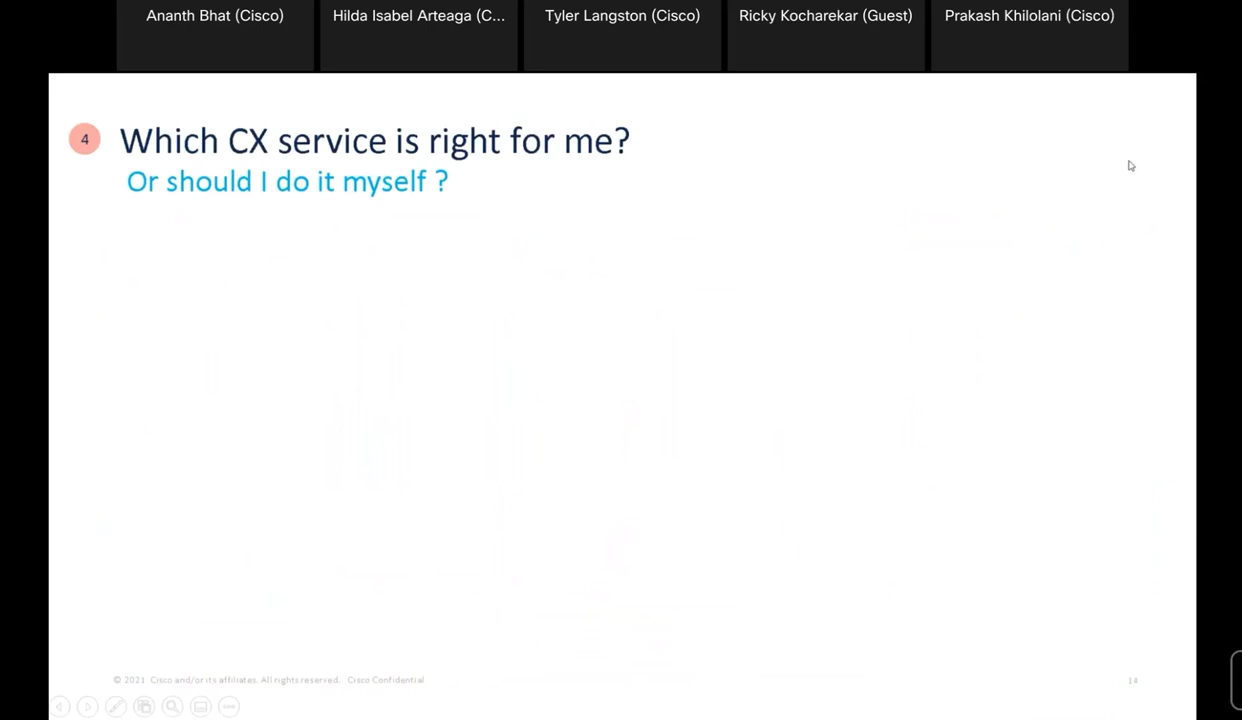 Ananth Bhat (Cisco)
Hilda Isabel Arteaga (C...
Tyler Langston (Cisco)
Ricky Kocharekar (Guest)
Prakash Khilolani (Cisco)
4
Which CX service is right for me?
Or should I do it myself ?
© 2021 Cisco and/or its affiliates. All rights reserved. Cisco Confidential
14